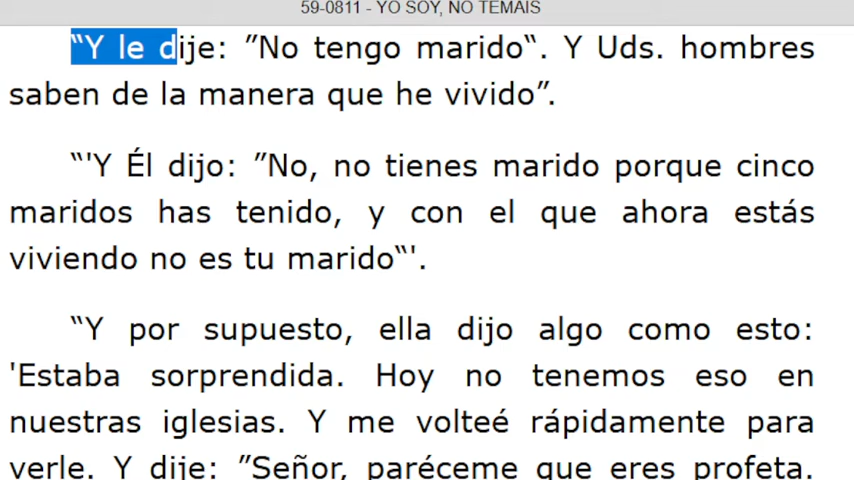 59-0811 - YO SOY, NO TEMAIS
“Y le dije: ”No tengo marido“. Y Uds. hombres
saben de la manera que he vivido”.
“'Y Él dijo: ”No, no tienes marido porque cinco
maridos has tenido, y con el que ahora estás
viviendo no es tu marido“'.
“Y por supuesto, ella dijo algo como esto:
'Estaba sorprendida. Hoy no tenemos eso en
nuestras iglesias. Y me volteé rápidamente para
verle. Y dije: ”Señor, paréceme que eres profeta.